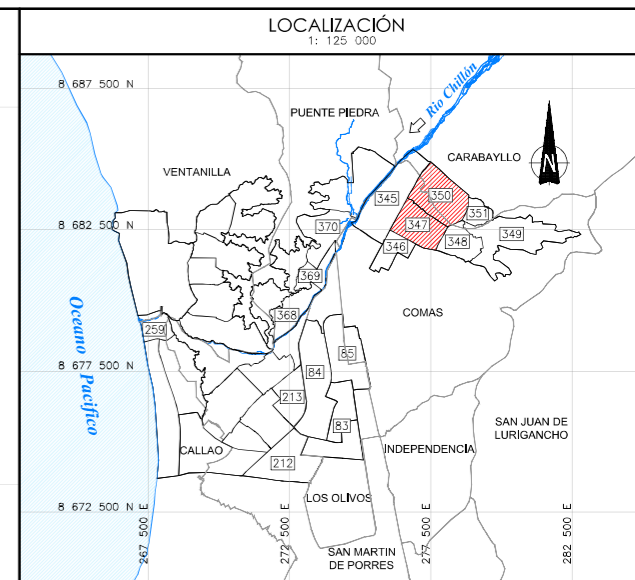 LOCALIZACIÓN
1: 125 000
8 687 500 N
PUENTE PIEDRA
Rio Chillón
VENTANILLA
CARABAYLLO
N
345
350
351
8 682 500 N
370
347
346
348
349
369
368
COMAS
Oceano Pacifico
259
8 677 500 N
85
84
213
83
SAN JUAN DE
LURIGANCHO
CALLAO
INDEPENDENCIA
212
LOS OLIVOS
8 672 500 N
267 500 E
272 500 E
277 500 E
282 500 E
SAN MARTIN
DE PORRES